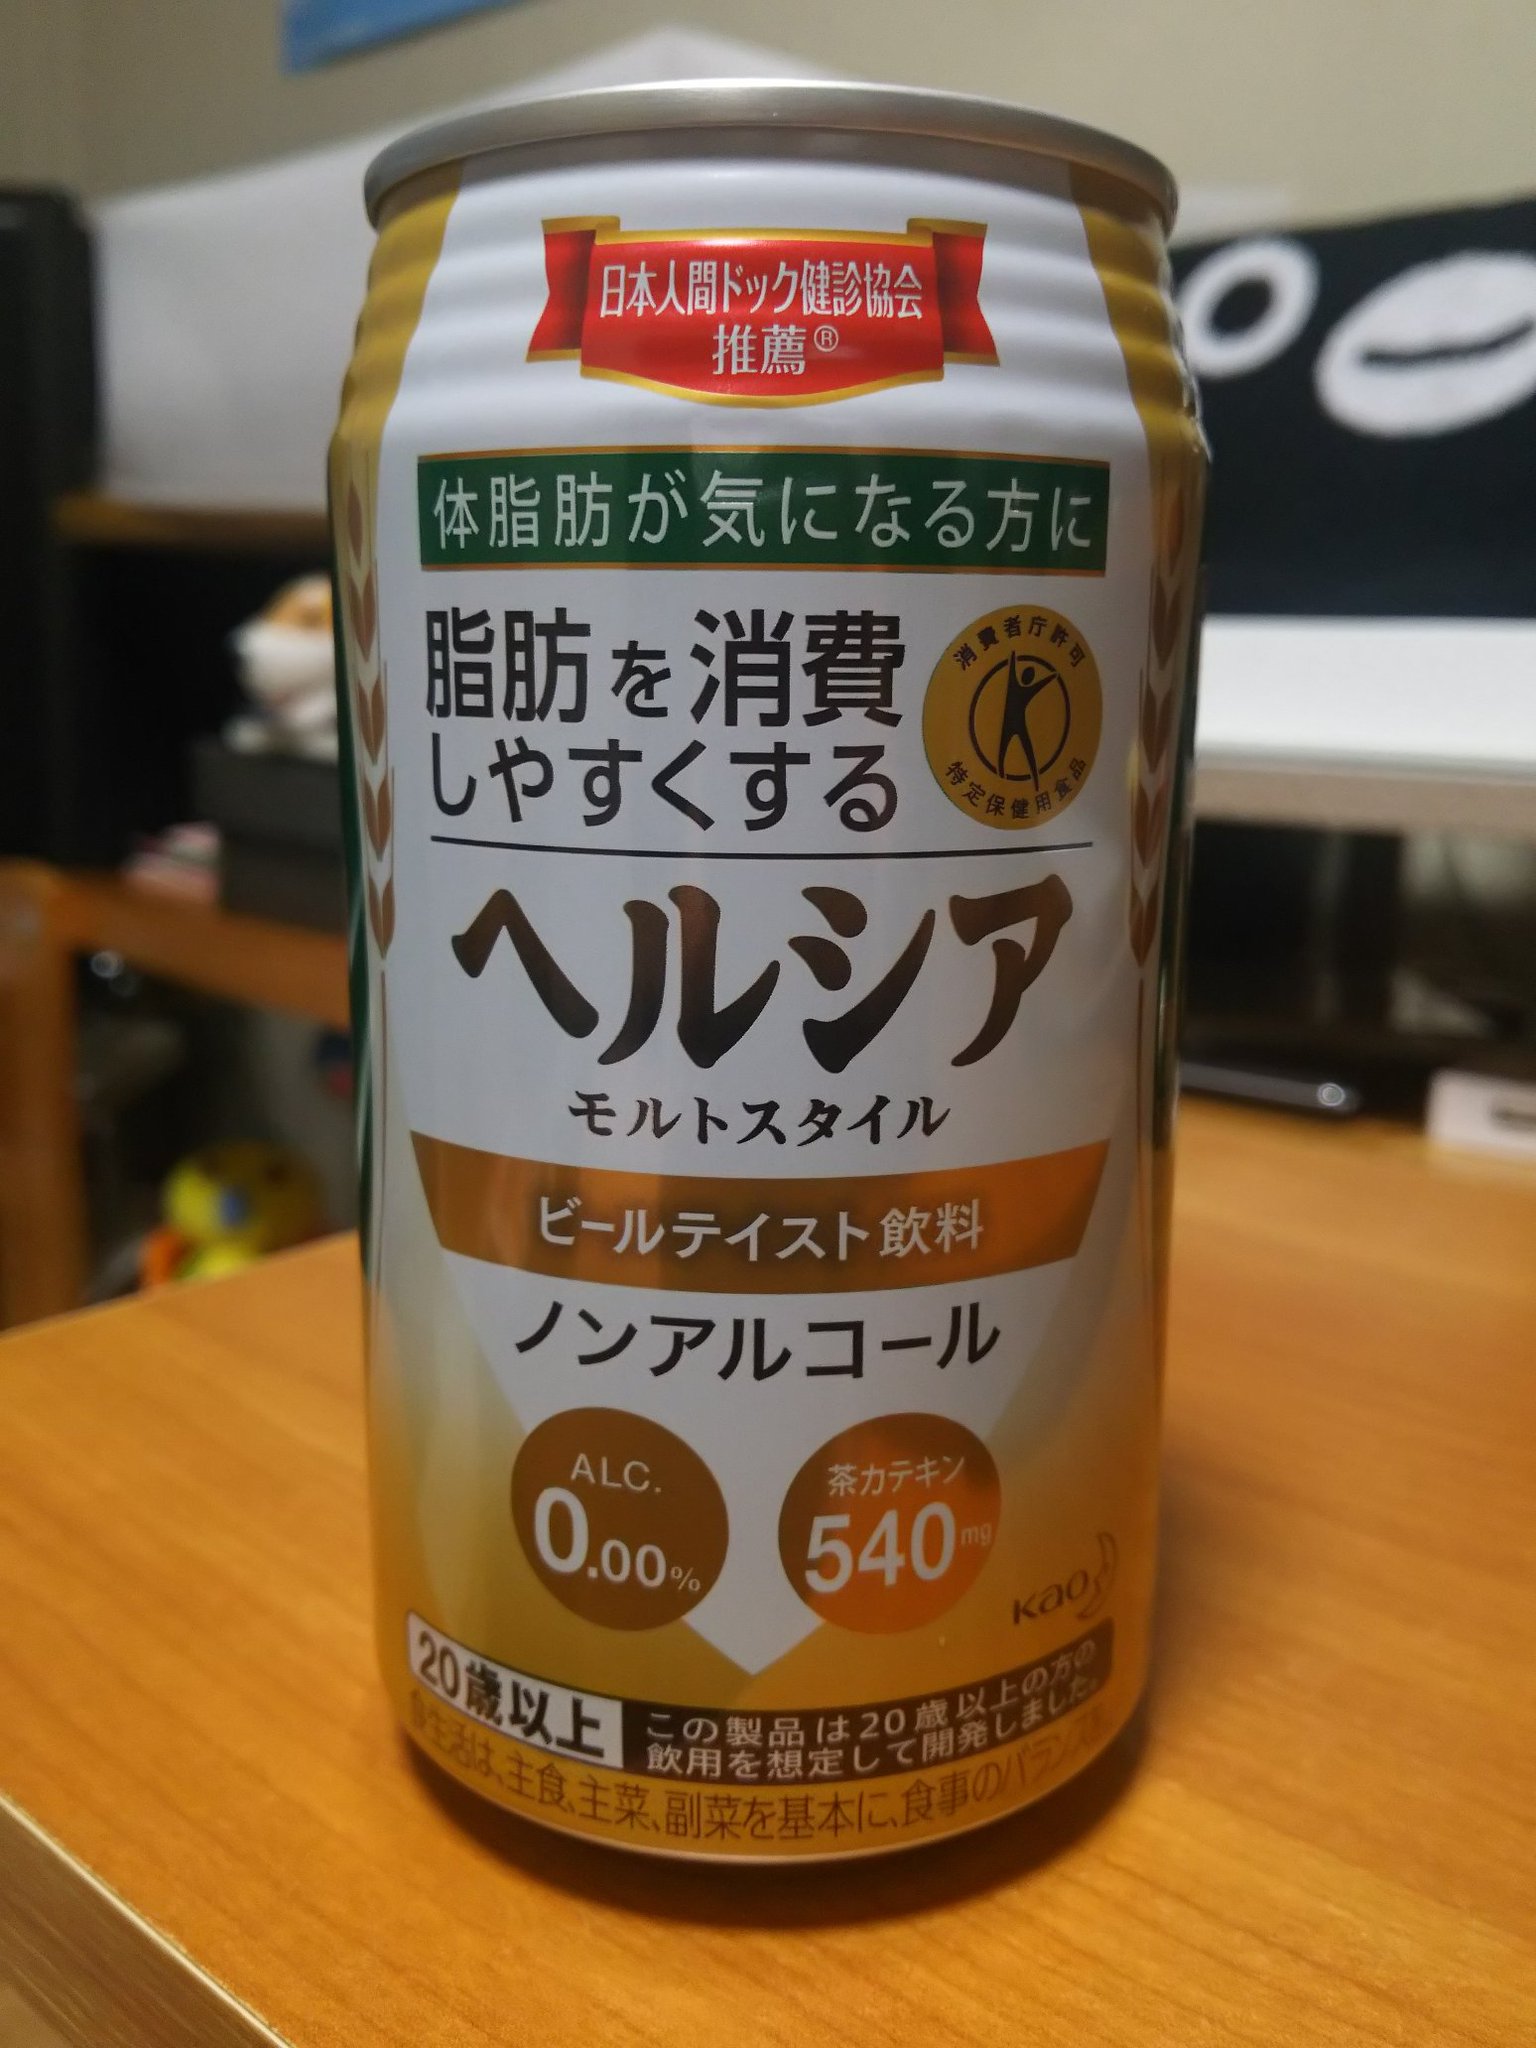 日本人間ドック健診協会
推薦®
体脂肪が気になる方に
脂肪を消費
しやすくする
消費者庁許可
特定保健用食品
ヘルシア
モルトスタイル
ビールテイスト飲料
ノンアルコール
ALC.
0.00%
茶カテキン
540mg
Kao
20歳以上
この製品は20歳以上の方の
飲用を想定して開発しました。
食生活は、主食、主菜、副菜を基本に、食事のバランスを